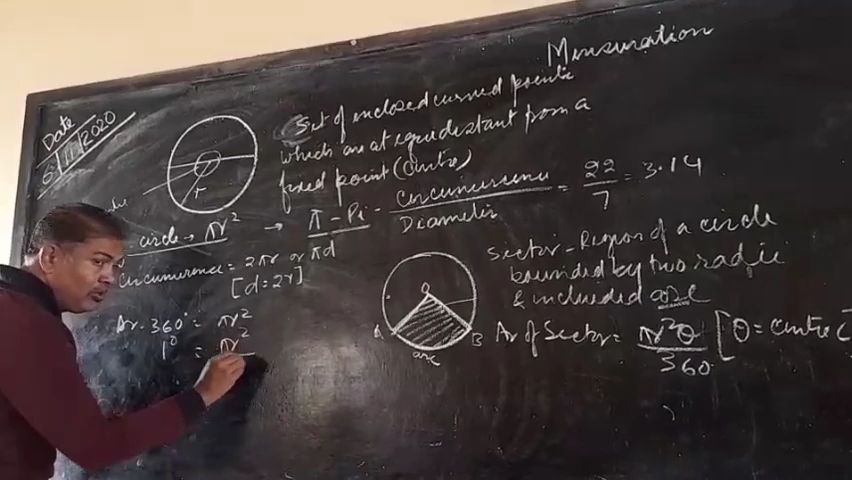 Mensuration
Date
6/11/2020
Set of enclosed curved points
which are at equidistant from a
fixed point (centre)
r
circle → πr²
→ π - Pi - Circumference / Diameter = 22/7 = 3.14
Circumference = 2πr or πd
[d = 2r]
Ar. 360° = πr²
1° = πr²
O
A
B
arc
Sector - Region of a circle
bounded by two radii
& included arc
Ar of Sector = πr²θ / 360 [θ = centre